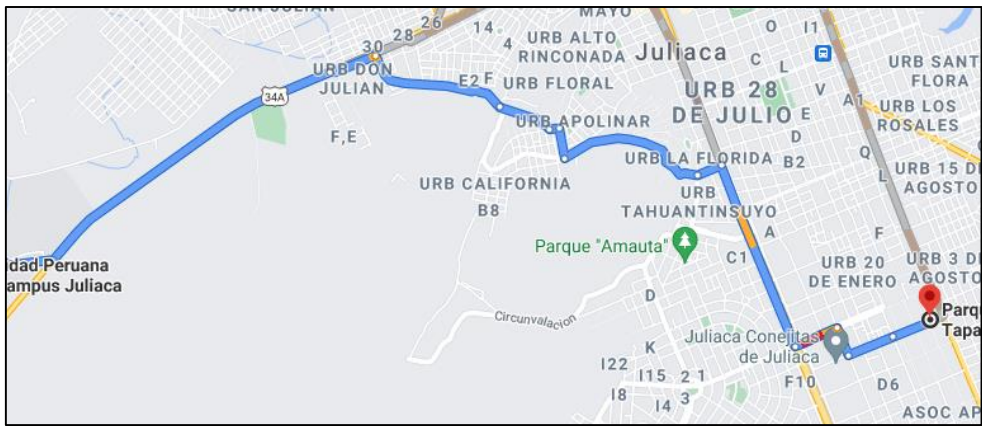 SAN JULIAN
26
28
30
14
4
MAYO
O
I1
URB ALTO
RINCONADA
Juliaca
C
L
URB SANT
FLORA
URB DON
JULIAN
E2 F
URB FLORAL
URB 28
DE JULIO
V
A1
URB LOS
ROSALES
34A
E
F,E
URB APOLINAR
D
URB LA FLORIDA
B2
Q
L
URB 15 DE
AGOSTO
URB CALIFORNIA
B8
URB
TAHUANTINSUYO
A
F
Parque "Amauta"
C1
URB 20
DE ENERO
URB 3 DE
AGOSTO
idad Peruana
ampus Juliaca
D
Parqu
Tapa
Circunvalacion
K
Juliaca Conejitas
de Juliaca
I22
I15
2
1
F10
D6
I8
I4
3
ASOC AP